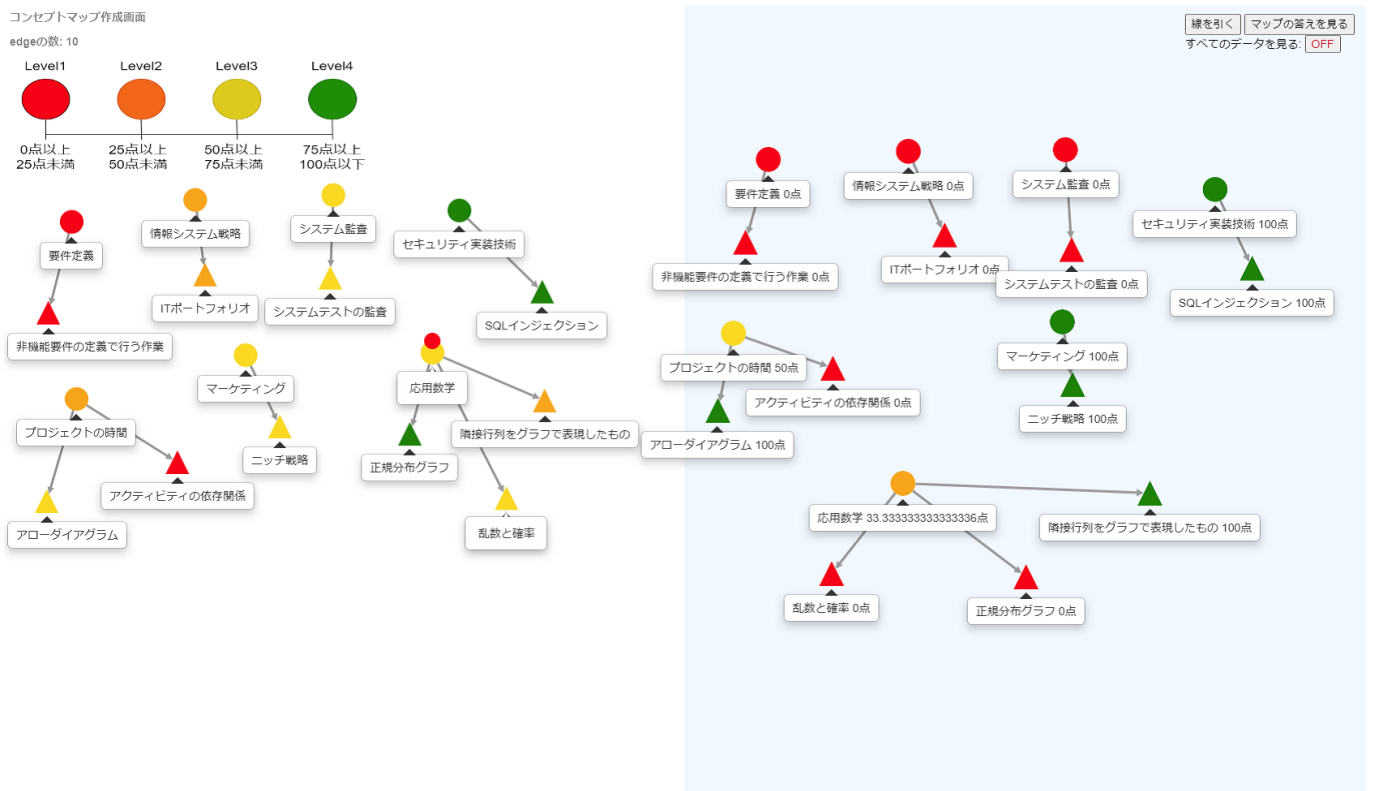 コンセプトマップ作成画面
edgeの数: 10
Level1 Level2 Level3 Level4
0点以上 25点以上 50点以上 75点以上
25点未満 50点未満 75点未満 100点以下
要件定義
情報システム戦略
システム監査
セキュリティ実装技術
非機能要件の定義で行う作業
ITポートフォリオ
システムテストの監査
SQLインジェクション
プロジェクトの時間
マーケティング
応用数学
アローダイアグラム
アクティビティの依存関係
ニッチ戦略
正規分布グラフ
隣接行列をグラフで表現したもの
乱数と確率
線を引く マップの答えを見る
すべてのデータを見る: OFF
要件定義 0点
情報システム戦略 0点
システム監査 0点
セキュリティ実装技術 100点
非機能要件の定義で行う作業 0点
ITポートフォリオ 0点
システムテストの監査 0点
SQLインジェクション 100点
プロジェクトの時間 50点
マーケティング 100点
アクティビティの依存関係 0点
アローダイアグラム 100点
ニッチ戦略 100点
応用数学 33.333333333333336点
隣接行列をグラフで表現したもの 100点
乱数と確率 0点
正規分布グラフ 0点